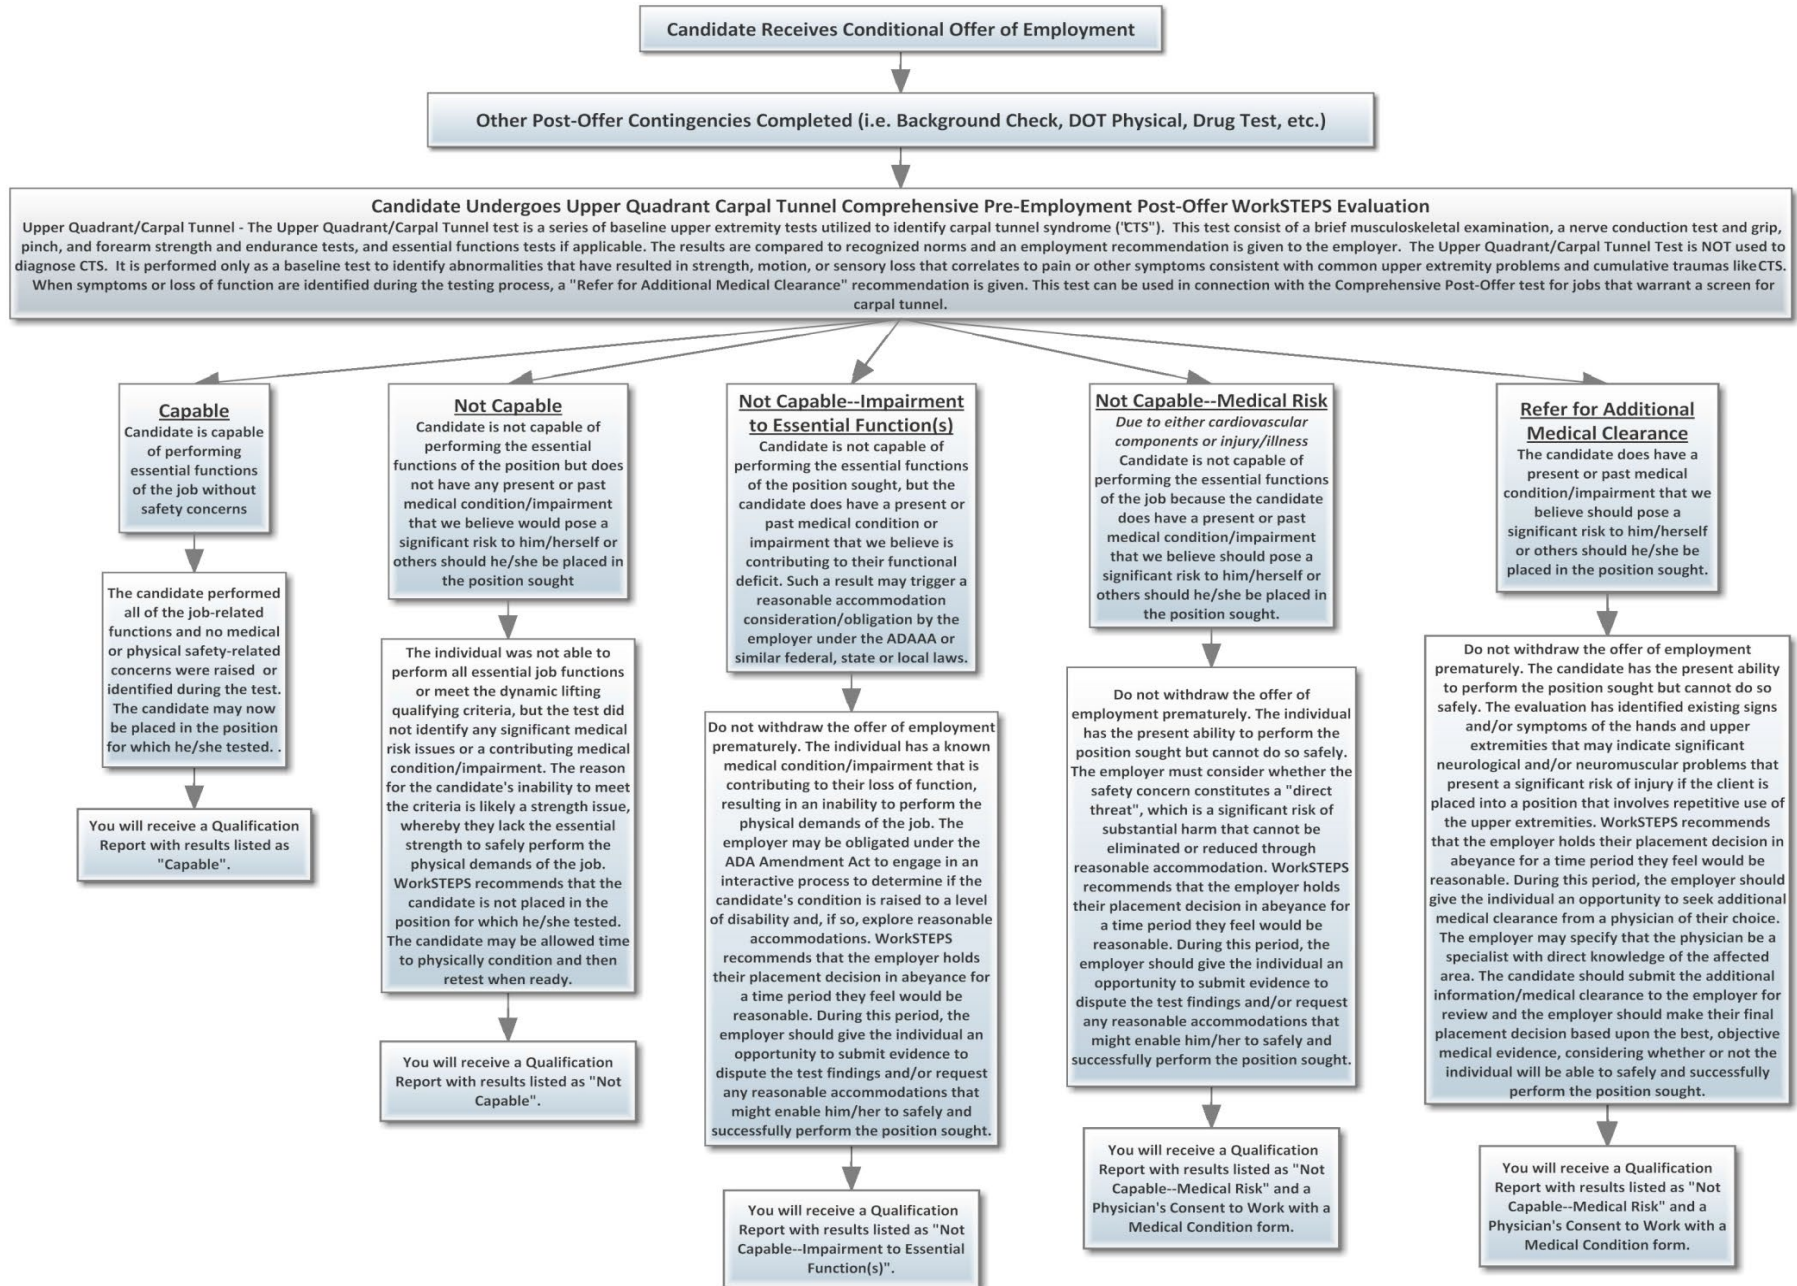 Candidate Receives Conditional Offer of Employment
Other Post-Offer Contingencies Completed (i.e. Background Check, DOT Physical, Drug Test, etc.)
Candidate Undergoes Upper Quadrant Carpal Tunnel Comprehensive Pre-Employment Post-Offer WorkSTEPS Evaluation
Upper Quadrant/Carpal Tunnel - The Upper Quadrant/Carpal Tunnel test is a series of baseline upper extremity tests utilized to identify carpal tunnel syndrome ("CTS"). This test consist of a brief musculoskeletal examination, a nerve conduction test and grip,
pinch, and forearm strength and endurance tests, and essential functions tests if applicable. The results are compared to recognized norms and an employment recommendation is given to the employer. The Upper Quadrant/Carpal Tunnel Test is NOT used to
diagnose CTS. It is performed only as a baseline test to identify abnormalities that have resulted in strength, motion, or sensory loss that correlates to pain or other symptoms consistent with common upper extremity problems and cumulative traumas like CTS.
When symptoms or loss of function are identified during the testing process, a "Refer for Additional Medical Clearance" recommendation is given. This test can be used in connection with the Comprehensive Post-Offer test for jobs that warrant a screen for
carpal tunnel.
Capable
Candidate is capable
of performing
essential functions
of the job without
safety concerns
The candidate performed
all of the job-related
functions and no medical
or physical safety-related
concerns were raised or
identified during the test.
The candidate may now
be placed in the position
for which he/she tested. .
You will receive a Qualification
Report with results listed as
"Capable".
Not Capable
Candidate is not capable of
performing the essential
functions of the position but does
not have any present or past
medical condition/impairment
that we believe would pose a
significant risk to him/herself or
others should he/she be placed in
the position sought
The individual was not able to
perform all essential job functions
or meet the dynamic lifting
qualifying criteria, but the test did
not identify any significant medical
risk issues or a contributing medical
condition/impairment. The reason
for the candidate's inability to meet
the criteria is likely a strength issue,
whereby they lack the essential
strength to safely perform the
physical demands of the job.
WorkSTEPS recommends that the
candidate is not placed in the
position for which he/she tested.
The candidate may be allowed time
to physically condition and then
retest when ready.
You will receive a Qualification
Report with results listed as "Not
Capable".
Not Capable--Impairment
to Essential Function(s)
Candidate is not capable of
performing the essential functions
of the position sought, but the
candidate does have a present or
past medical condition or
impairment that we believe is
contributing to their functional
deficit. Such a result may trigger a
reasonable accommodation
consideration/obligation by the
employer under the ADAAA or
similar federal, state or local laws.
Do not withdraw the offer of employment
prematurely. The individual has a known
medical condition/impairment that is
contributing to their loss of function,
resulting in an inability to perform the
physical demands of the job. The
employer may be obligated under the
ADA Amendment Act to engage in an
interactive process to determine if the
candidate's condition is raised to a level
of disability and, if so, explore reasonable
accommodations. WorkSTEPS
recommends that the employer holds
their placement decision in abeyance for
a time period they feel would be
reasonable. During this period, the
employer should give the individual an
opportunity to submit evidence to
dispute the test findings and/or request
any reasonable accommodations that
might enable him/her to safely and
successfully perform the position sought.
You will receive a Qualification
Report with results listed as "Not
Capable--Impairment to Essential
Function(s)".
Not Capable--Medical Risk
Due to either cardiovascular
components or injury/illness
Candidate is not capable of
performing the essential functions
of the job because the candidate
does have a present or past
medical condition/impairment
that we believe should pose a
significant risk to him/herself or
others should he/she be placed in
the position sought.
Do not withdraw the offer of
employment prematurely. The individual
has the present ability to perform the
position sought but cannot do so safely.
The employer must consider whether the
safety concern constitutes a "direct
threat", which is a significant risk of
substantial harm that cannot be
eliminated or reduced through
reasonable accommodation. WorkSTEPS
recommends that the employer holds
their placement decision in abeyance for
a time period they feel would be
reasonable. During this period, the
employer should give the individual an
opportunity to submit evidence to
dispute the test findings and/or request
any reasonable accommodations that
might enable him/her to safely and
successfully perform the position sought.
You will receive a Qualification
Report with results listed as "Not
Capable--Medical Risk" and a
Physician's Consent to Work with a
Medical Condition form.
Refer for Additional
Medical Clearance
The candidate does have a
present or past medical
condition/impairment that we
believe should pose a
significant risk to him/herself
or others should he/she be
placed in the position sought.
Do not withdraw the offer of employment
prematurely. The candidate has the present ability
to perform the position sought but cannot do so
safely. The evaluation has identified existing signs
and/or symptoms of the hands and upper
extremities that may indicate significant
neurological and/or neuromuscular problems that
present a significant risk of injury if the client is
placed into a position that involves repetitive use of
the upper extremities. WorkSTEPS recommends
that the employer holds their placement decision in
abeyance for a time period they feel would be
reasonable. During this period, the employer should
give the individual an opportunity to seek additional
medical clearance from a physician of their choice.
The employer may specify that the physician be a
specialist with direct knowledge of the affected
area. The candidate should submit the additional
information/medical clearance to the employer for
review and the employer should make their final
placement decision based upon the best, objective
medical evidence, considering whether or not the
individual will be able to safely and successfully
perform the position sought.
You will receive a Qualification
Report with results listed as "Not
Capable--Medical Risk" and a
Physician's Consent to Work with a
Medical Condition form.